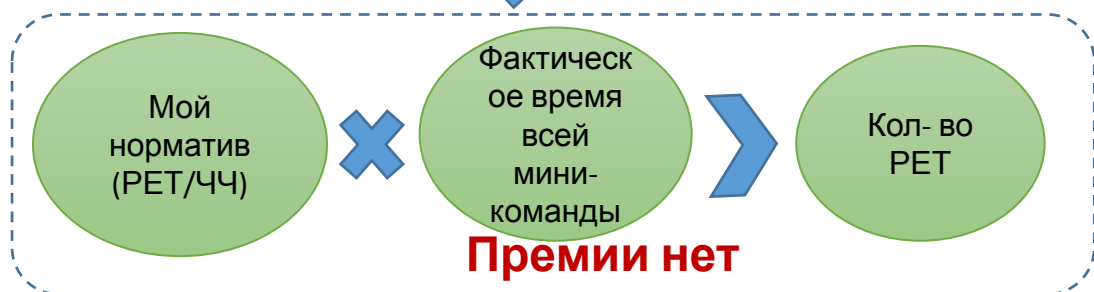 Мой
норматив
(РЕТ/ЧЧ)
Фактическ
ое время
всей
мини-
команды
Кол- во
РЕТ
Премии нет